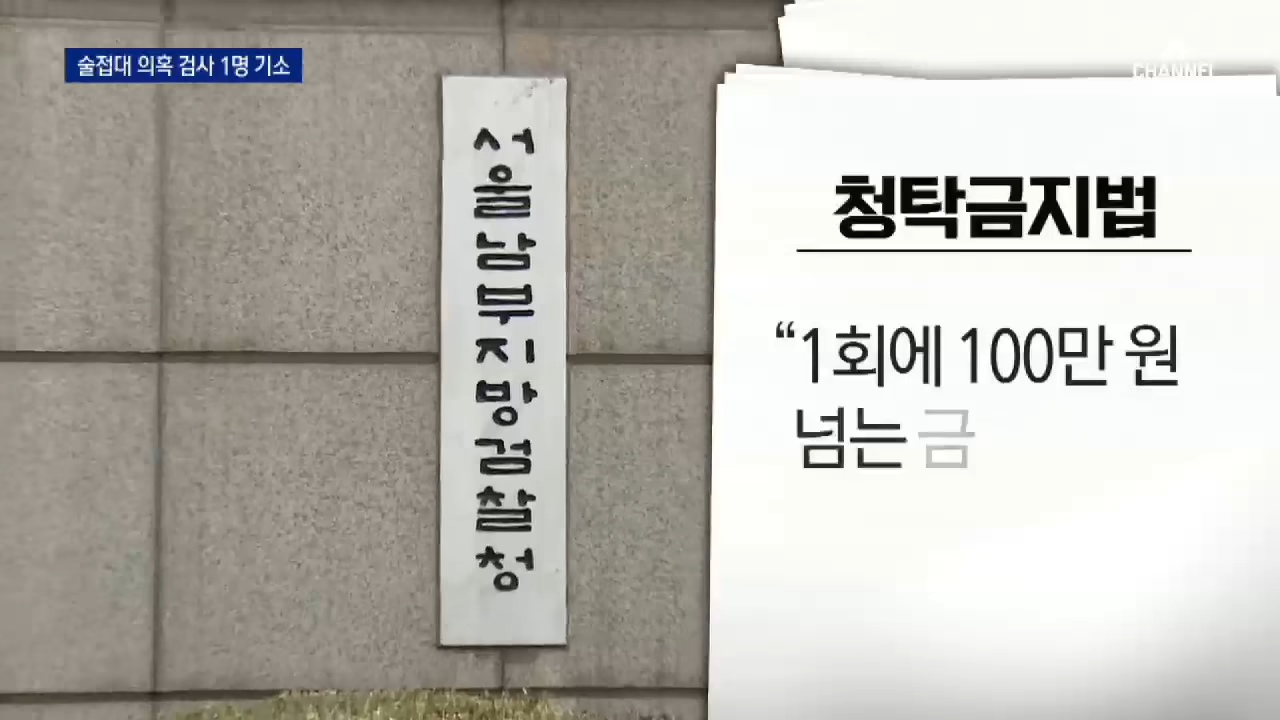 술접대 의혹 검사 1명 기소
CHANNEL
서울남부지방검찰청
청탁금지법
“1회에 100만 원
넘는 금